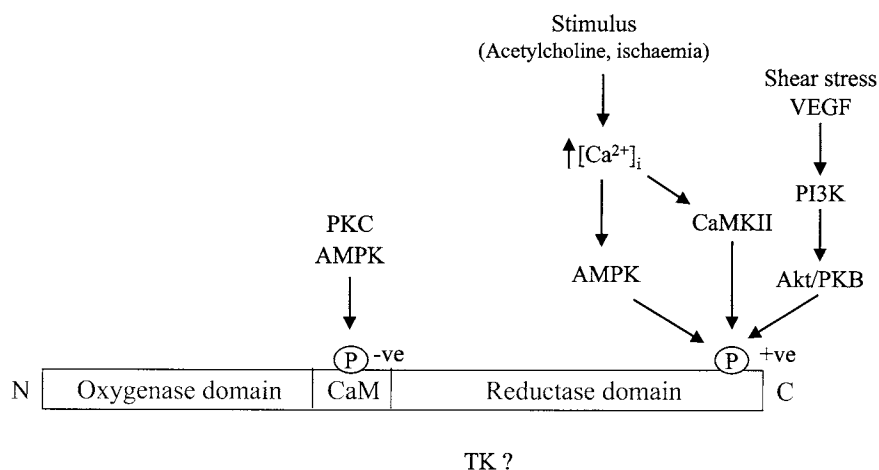 Stimulus
(Acetylcholine, ischaemia)
Shear stress
VEGF
↑[Ca²⁺]ᵢ
PI3K
CaMKII
PKC
AMPK
AMPK
Akt/PKB
P -ve
P +ve
N Oxygenase domain CaM Reductase domain C
TK ?